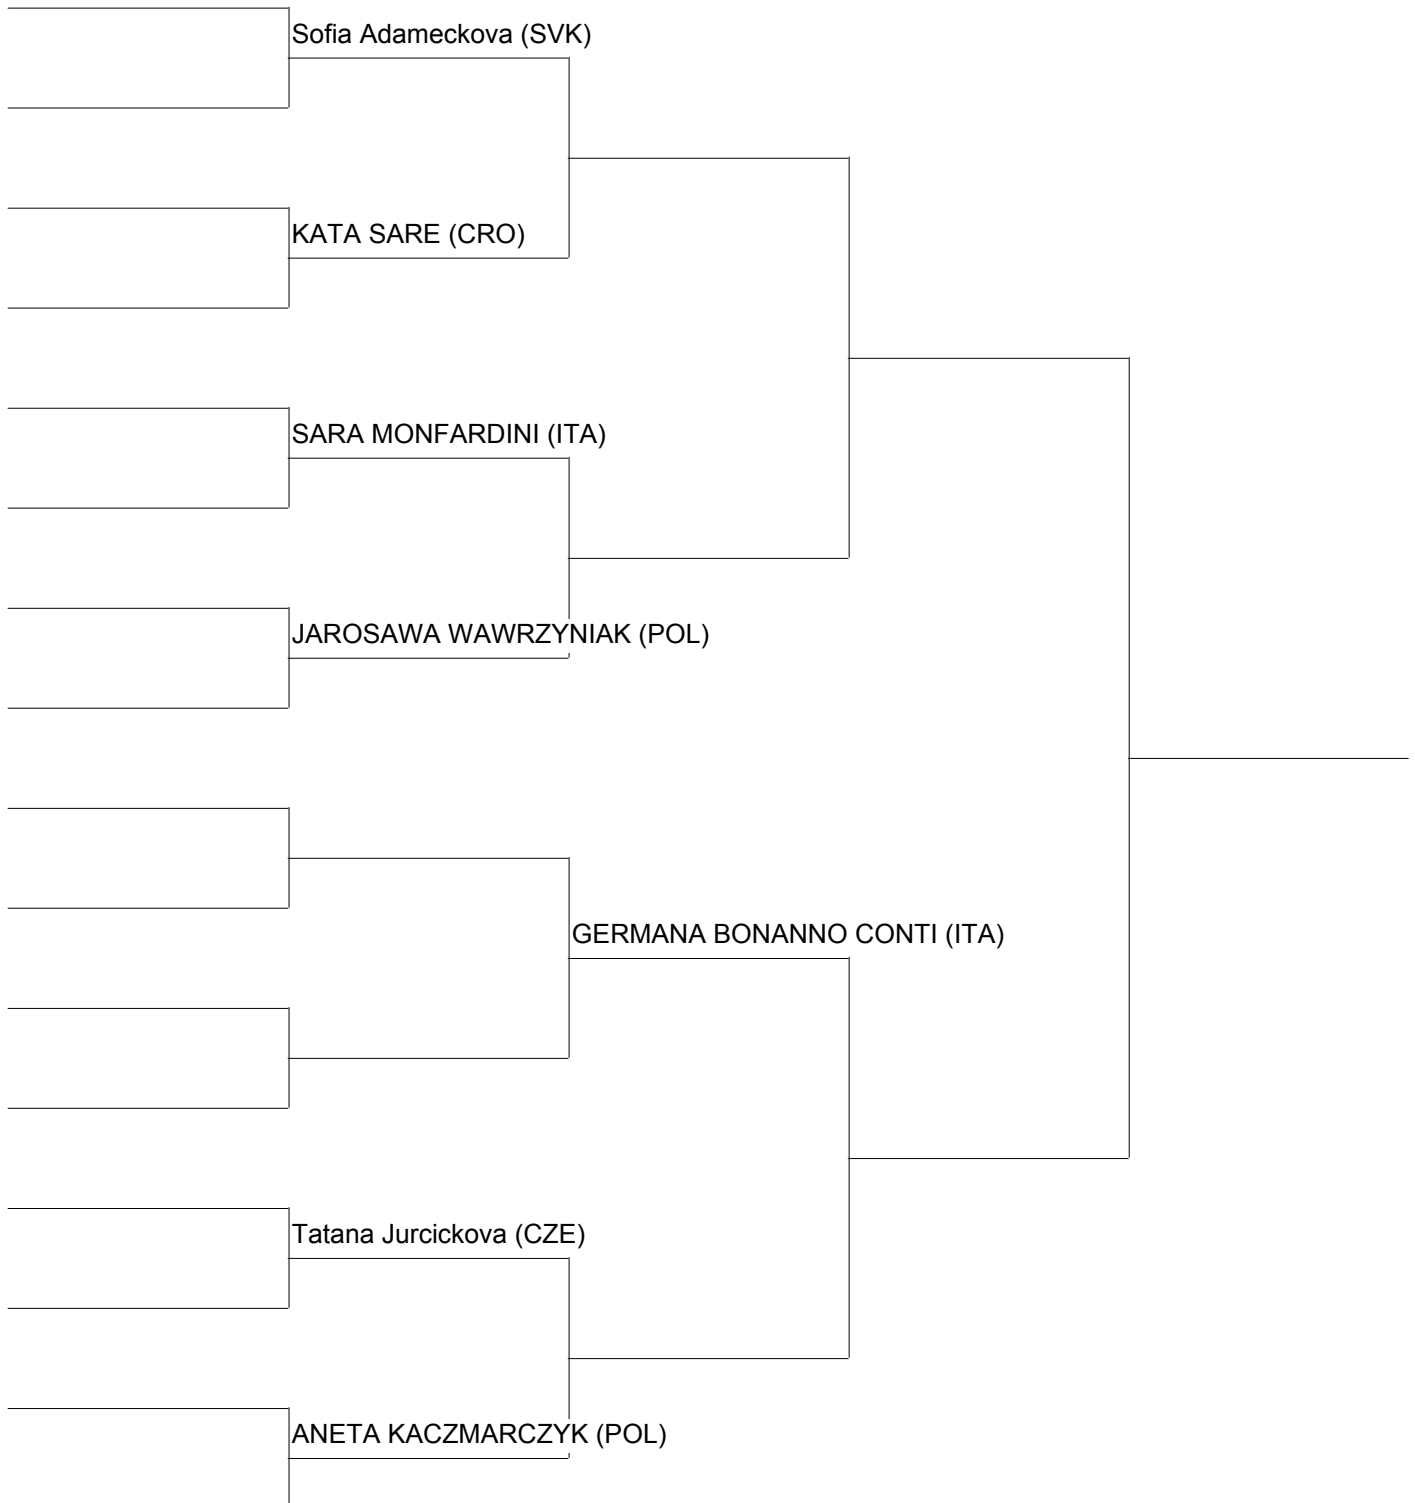 Sofia Adameckova (SVK)
KATA SARE (CRO)
SARA MONFARDINI (ITA)
JAROSAWA WAWRZYNIAK (POL)
GERMANA BONANNO CONTI (ITA)
Tatana Jurcickova (CZE)
ANETA KACZMARCZYK (POL)